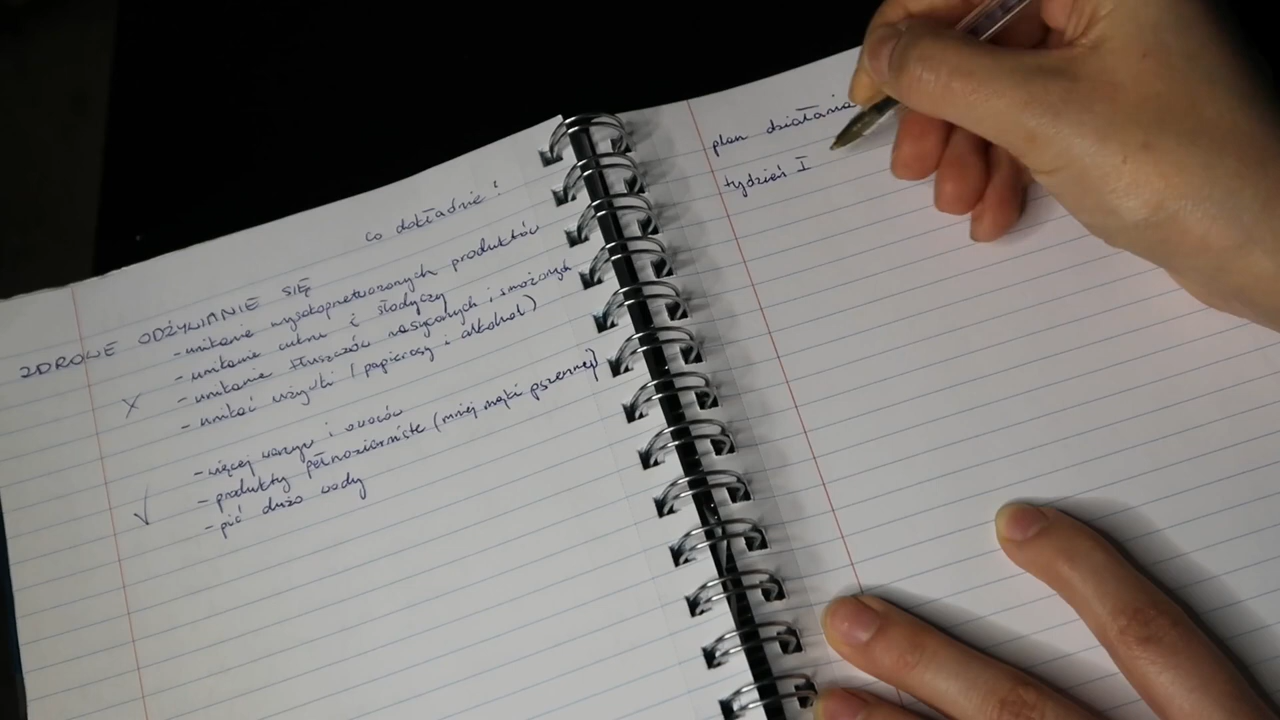 co dokładnie?
ZDROWE ODŻYWIANIE SIĘ
- unikanie wysokoprzetworzonych produktów
- unikanie cukru i słodyczy
- unikanie tłuszczów nasyconych i smażonych
X - unikać używki (papierosy i alkohol)
- więcej warzyw i owoców
- produkty pełnoziarniste (mniej mąki pszennej)
√ - pić dużo wody
plan działania
tydzień I